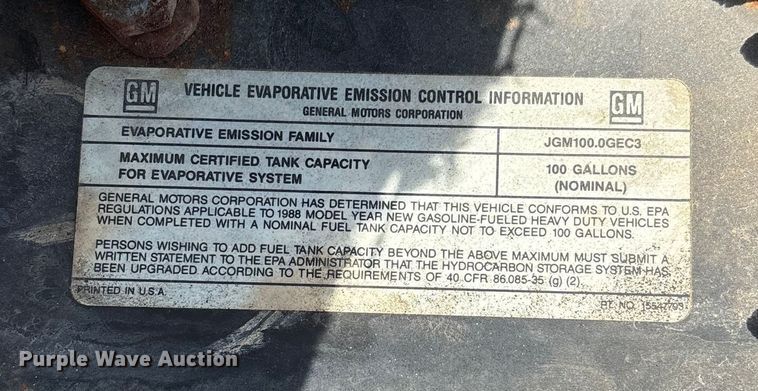 GM VEHICLE EVAPORATIVE EMISSION CONTROL INFORMATION GM
GENERAL MOTORS CORPORATION
EVAPORATIVE EMISSION FAMILY JGM100.0GEC3
MAXIMUM CERTIFIED TANK CAPACITY 100 GALLONS
FOR EVAPORATIVE SYSTEM (NOMINAL)
GENERAL MOTORS CORPORATION HAS DETERMINED THAT THIS VEHICLE CONFORMS TO U.S. EPA
REGULATIONS APPLICABLE TO 1988 MODEL YEAR NEW GASOLINE-FUELED HEAVY DUTY VEHICLES
WHEN COMPLETED WITH A NOMINAL FUEL TANK CAPACITY NOT TO EXCEED 100 GALLONS.
PERSONS WISHING TO ADD FUEL TANK CAPACITY BEYOND THE ABOVE MAXIMUM MUST SUBMIT A
WRITTEN STATEMENT TO THE EPA ADMINISTRATOR THAT THE HYDROCARBON STORAGE SYSTEM HAS
BEEN UPGRADED ACCORDING TO THE REQUIREMENTS OF 40 CFR 86.085-35 (g) (2).
PRINTED IN U.S.A. PT. NO.
Purple Wave Auction